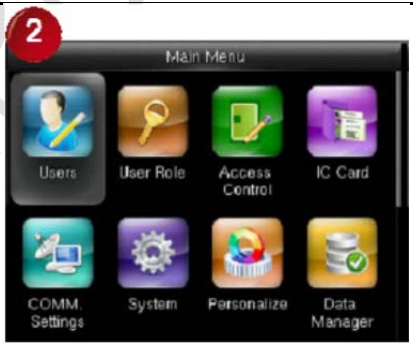 2
Main Menu
Users
User Role
Access
Control
IC Card
COMM.
Settings
System
Personalize
Data
Manager